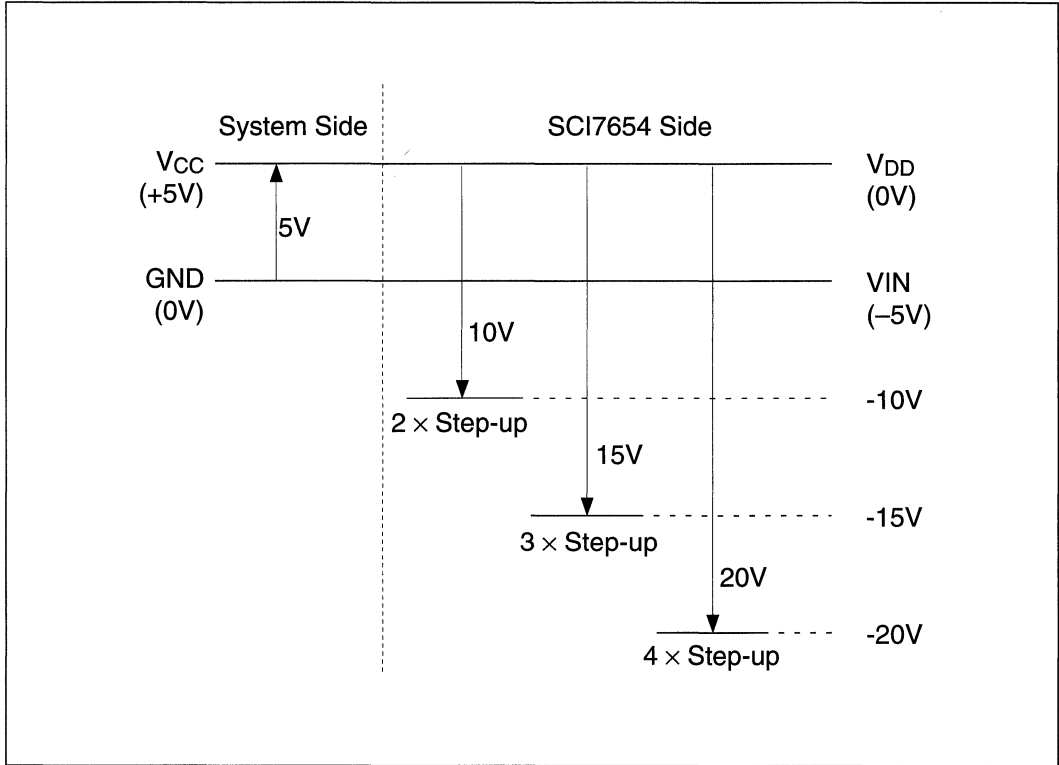 System Side
SCI7654 Side
VCC
(+5V)
VDD
(0V)
5V
GND
(0V)
VIN
(–5V)
10V
-10V
2 × Step-up
15V
-15V
3 × Step-up
20V
-20V
4 × Step-up